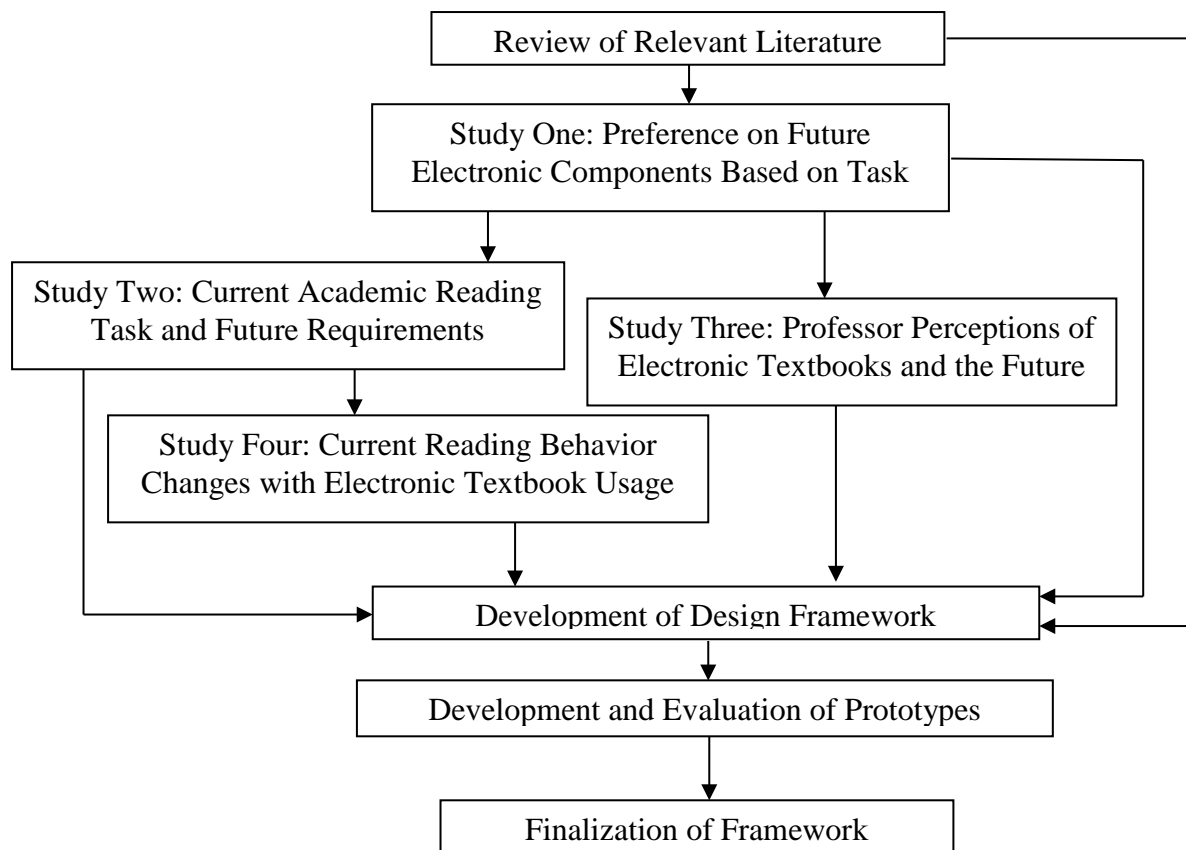 Review of Relevant Literature
Study One: Preference on Future
Electronic Components Based on Task
Study Two: Current Academic Reading
Task and Future Requirements
Study Three: Professor Perceptions of
Electronic Textbooks and the Future
Study Four: Current Reading Behavior
Changes with Electronic Textbook Usage
Development of Design Framework
Development and Evaluation of Prototypes
Finalization of Framework